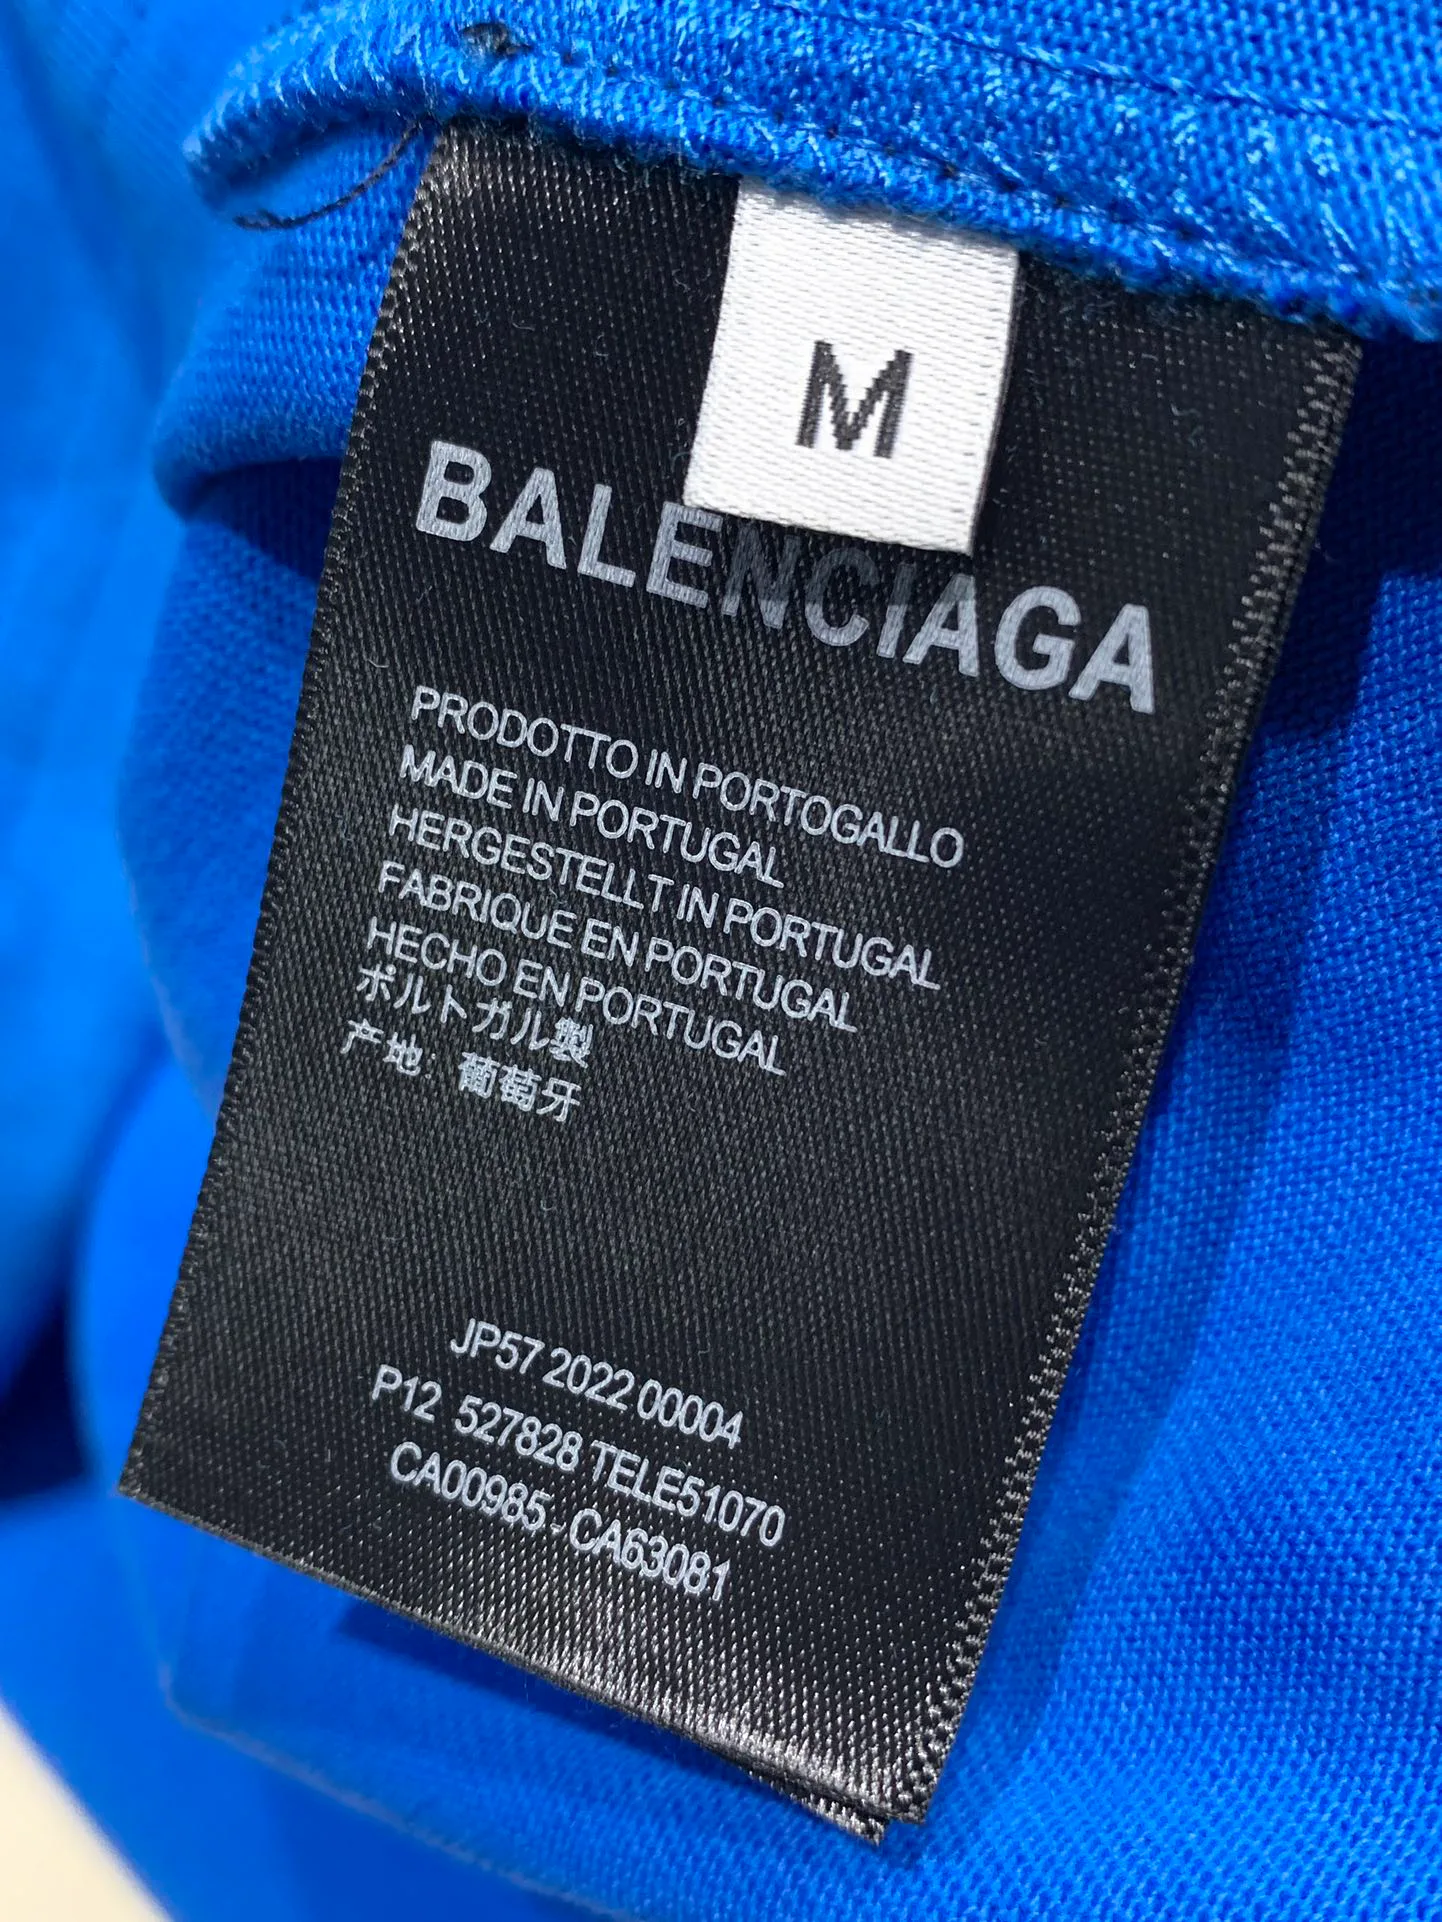 M
BALENCIAGA
PRODOTTO IN PORTOGALLO
MADE IN PORTUGAL
HERGESTELLT IN PORTUGAL
FABRIQUE EN PORTUGAL
HECHO EN PORTUGAL
ポルトガル製
产地: 葡萄牙
JP57 2022 00004
P12 527828 TELE51070
CA00985 - CA63081